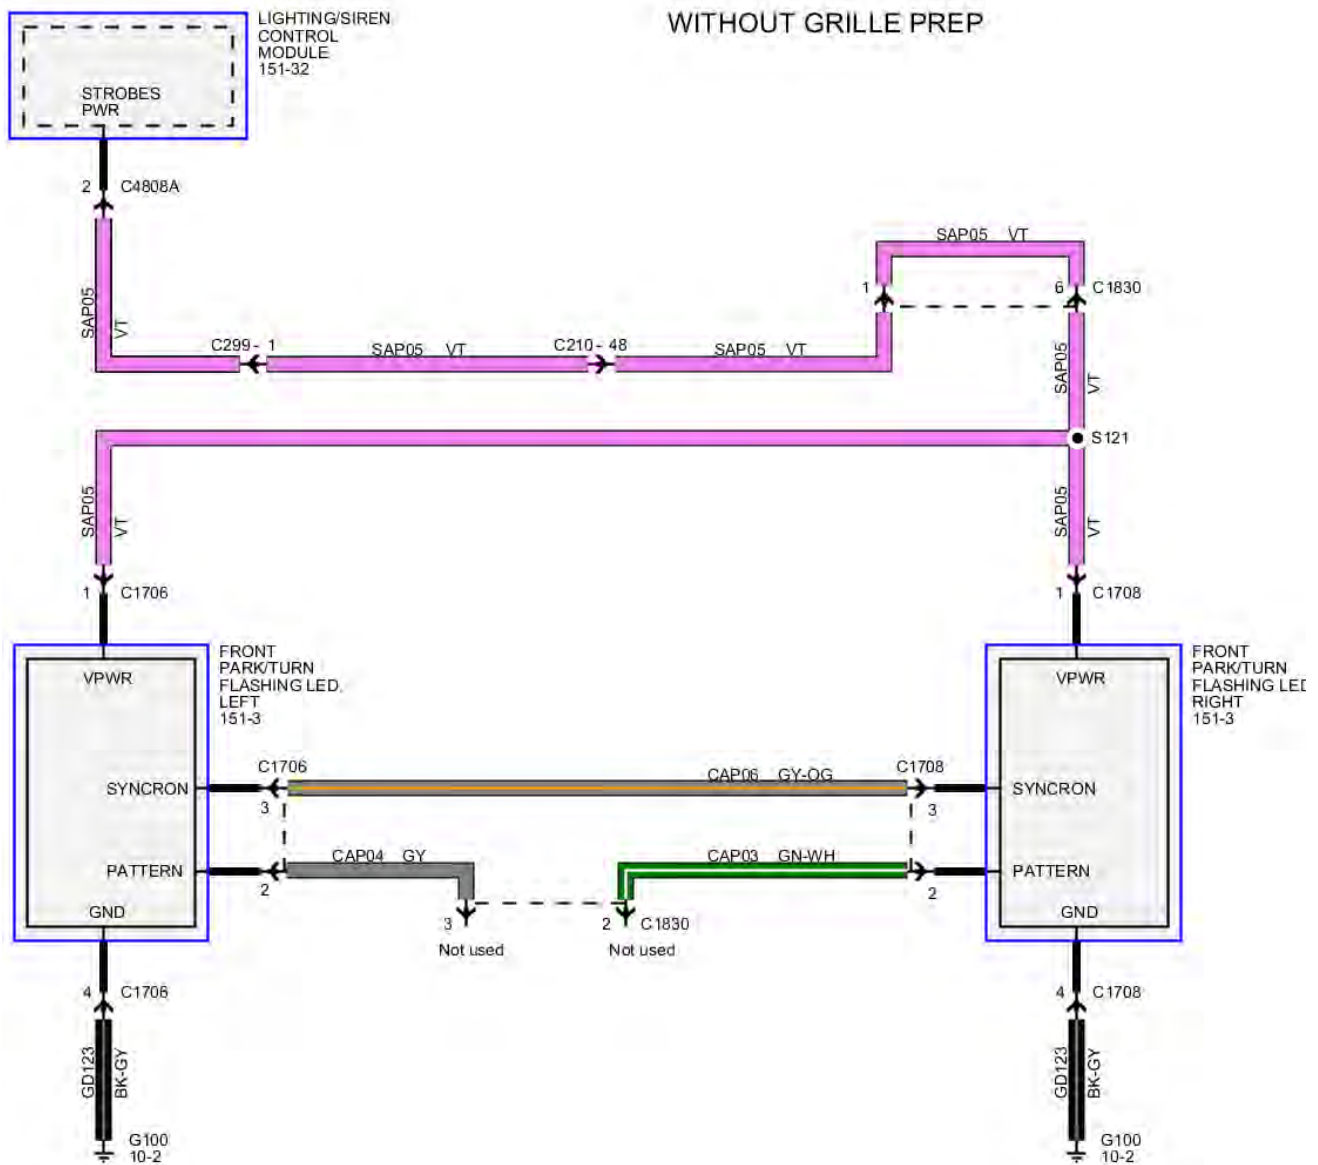 WITHOUT GRILLE PREP
LIGHTING/SIREN
CONTROL
MODULE
151-32
STROBES
PWR
2 C4808A
SAP05 VT
SAP05 VT
1
6 C1830
C299 - 1
SAP05 VT
C210 - 48
SAP05 VT
SAP05 VT
S121
SAP05 VT
SAP05 VT
1 C1706
1 C1708
FRONT
PARK/TURN
FLASHING LED,
LEFT
151-3
VPWR
SYNCRON
PATTERN
GND
FRONT
PARK/TURN
FLASHING LED
RIGHT
151-3
VPWR
SYNCRON
PATTERN
GND
C1706
3
CAP06 GY-OG
C1708
3
2
CAP04 GY
CAP03 GN-WH
2
3
Not used
2 C1830
Not used
4 C1706
4 C1708
GD123 BK-GY
GD123 BK-GY
G100
10-2
G100
10-2